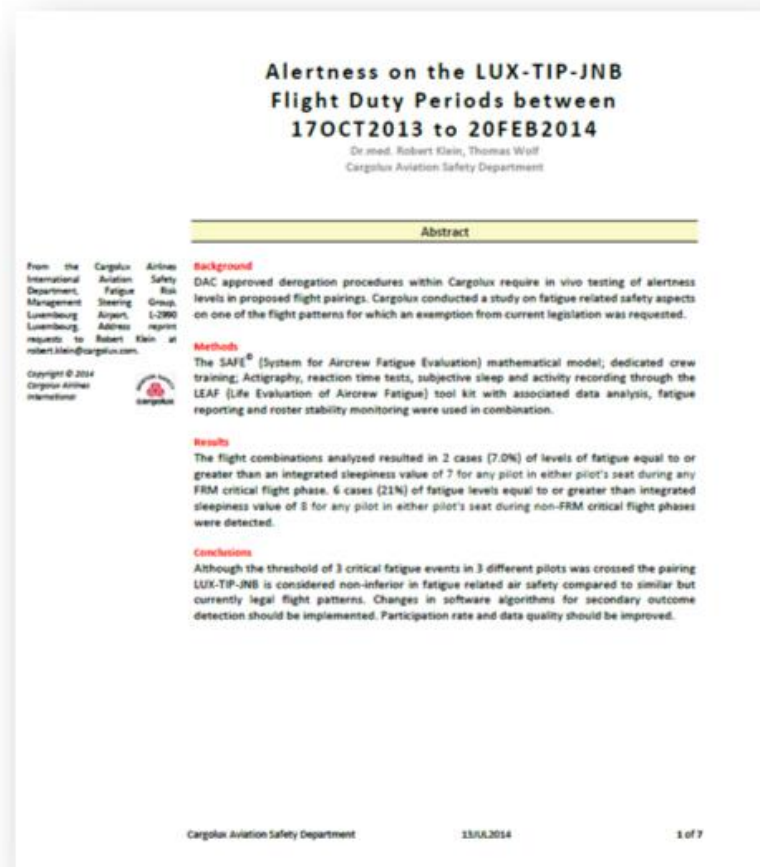 Alertness on the LUX-TIP-JNB
Flight Duty Periods between
17OCT2013 to 20FEB2014
Dr.med. Robert Klein, Thomas Wolf
Cargolux Aviation Safety Department
Abstract
From the Cargolux Airlines
International Aviation Safety
Department, Fatigue Risk
Management Steering Group,
Luxembourg Airport, L-2990
Luxembourg. Address reprint
requests to Robert Klein at
robert.klein@cargolux.com.
Copyright © 2014
Cargolux Airlines
International
cargolux
Background
DAC approved derogation procedures within Cargolux require in vivo testing of alertness
levels in proposed flight pairings. Cargolux conducted a study on fatigue related safety aspects
on one of the flight patterns for which an exemption from current legislation was requested.
Methods
The SAFE® (System for Aircrew Fatigue Evaluation) mathematical model; dedicated crew
training; Actigraphy, reaction time tests, subjective sleep and activity recording through the
LEAF (Life Evaluation of Aircrew Fatigue) tool kit with associated data analysis, fatigue
reporting and roster stability monitoring were used in combination.
Results
The flight combinations analyzed resulted in 2 cases (7.0%) of levels of fatigue equal to or
greater than an integrated sleepiness value of 7 for any pilot in either pilot's seat during any
FRM critical flight phase. 6 cases (21%) of fatigue levels equal to or greater than integrated
sleepiness value of 8 for any pilot in either pilot's seat during non-FRM critical flight phases
were detected.
Conclusions
Although the threshold of 3 critical fatigue events in 3 different pilots was crossed the pairing
LUX-TIP-JNB is considered non-inferior in fatigue related air safety compared to similar but
currently legal flight patterns. Changes in software algorithms for secondary outcome
detection should be implemented. Participation rate and data quality should be improved.
Cargolux Aviation Safety Department 13JUL2014 1 of 7